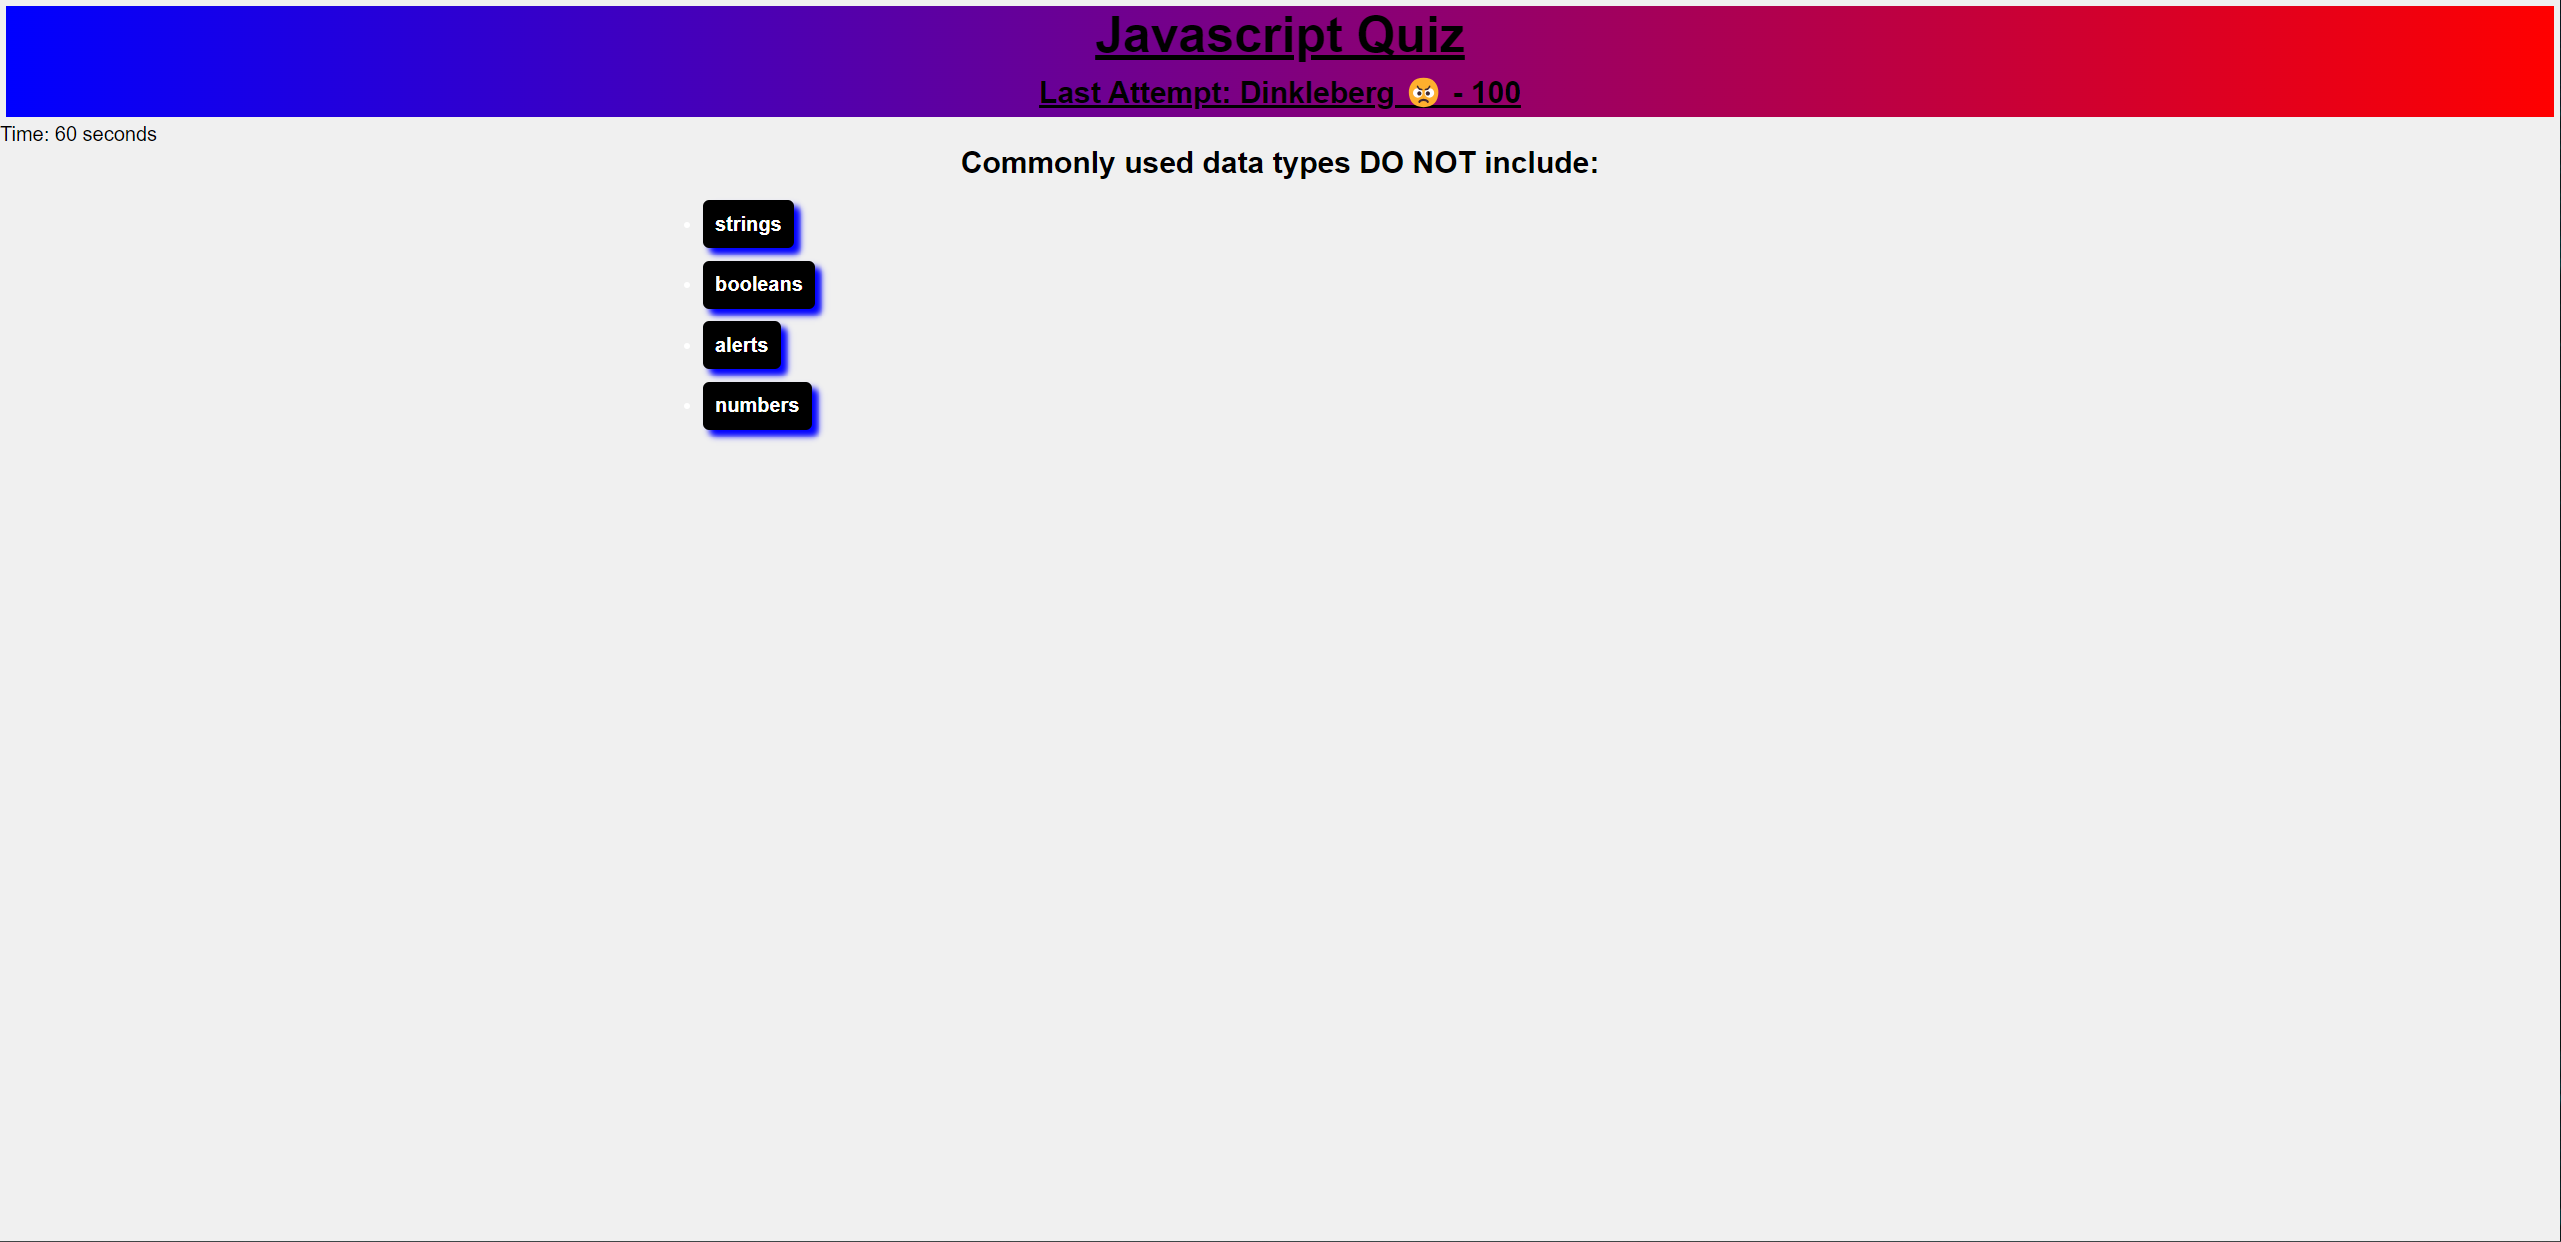 Javascript Quiz
Last Attempt: Dinkleberg 😡 - 100
Time: 60 seconds
Commonly used data types DO NOT include:
strings
booleans
alerts
numbers